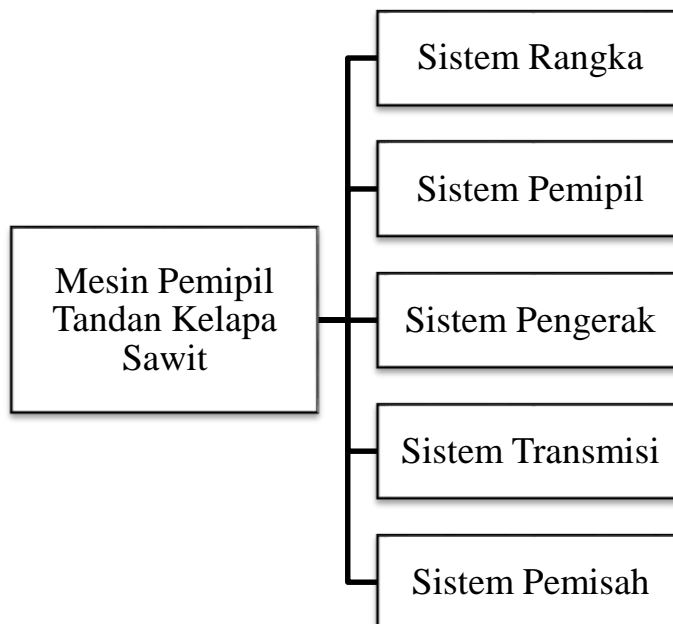 Mesin Pemipil
Tandan Kelapa
Sawit
Sistem Rangka
Sistem Pemipil
Sistem Pengerak
Sistem Transmisi
Sistem Pemisah